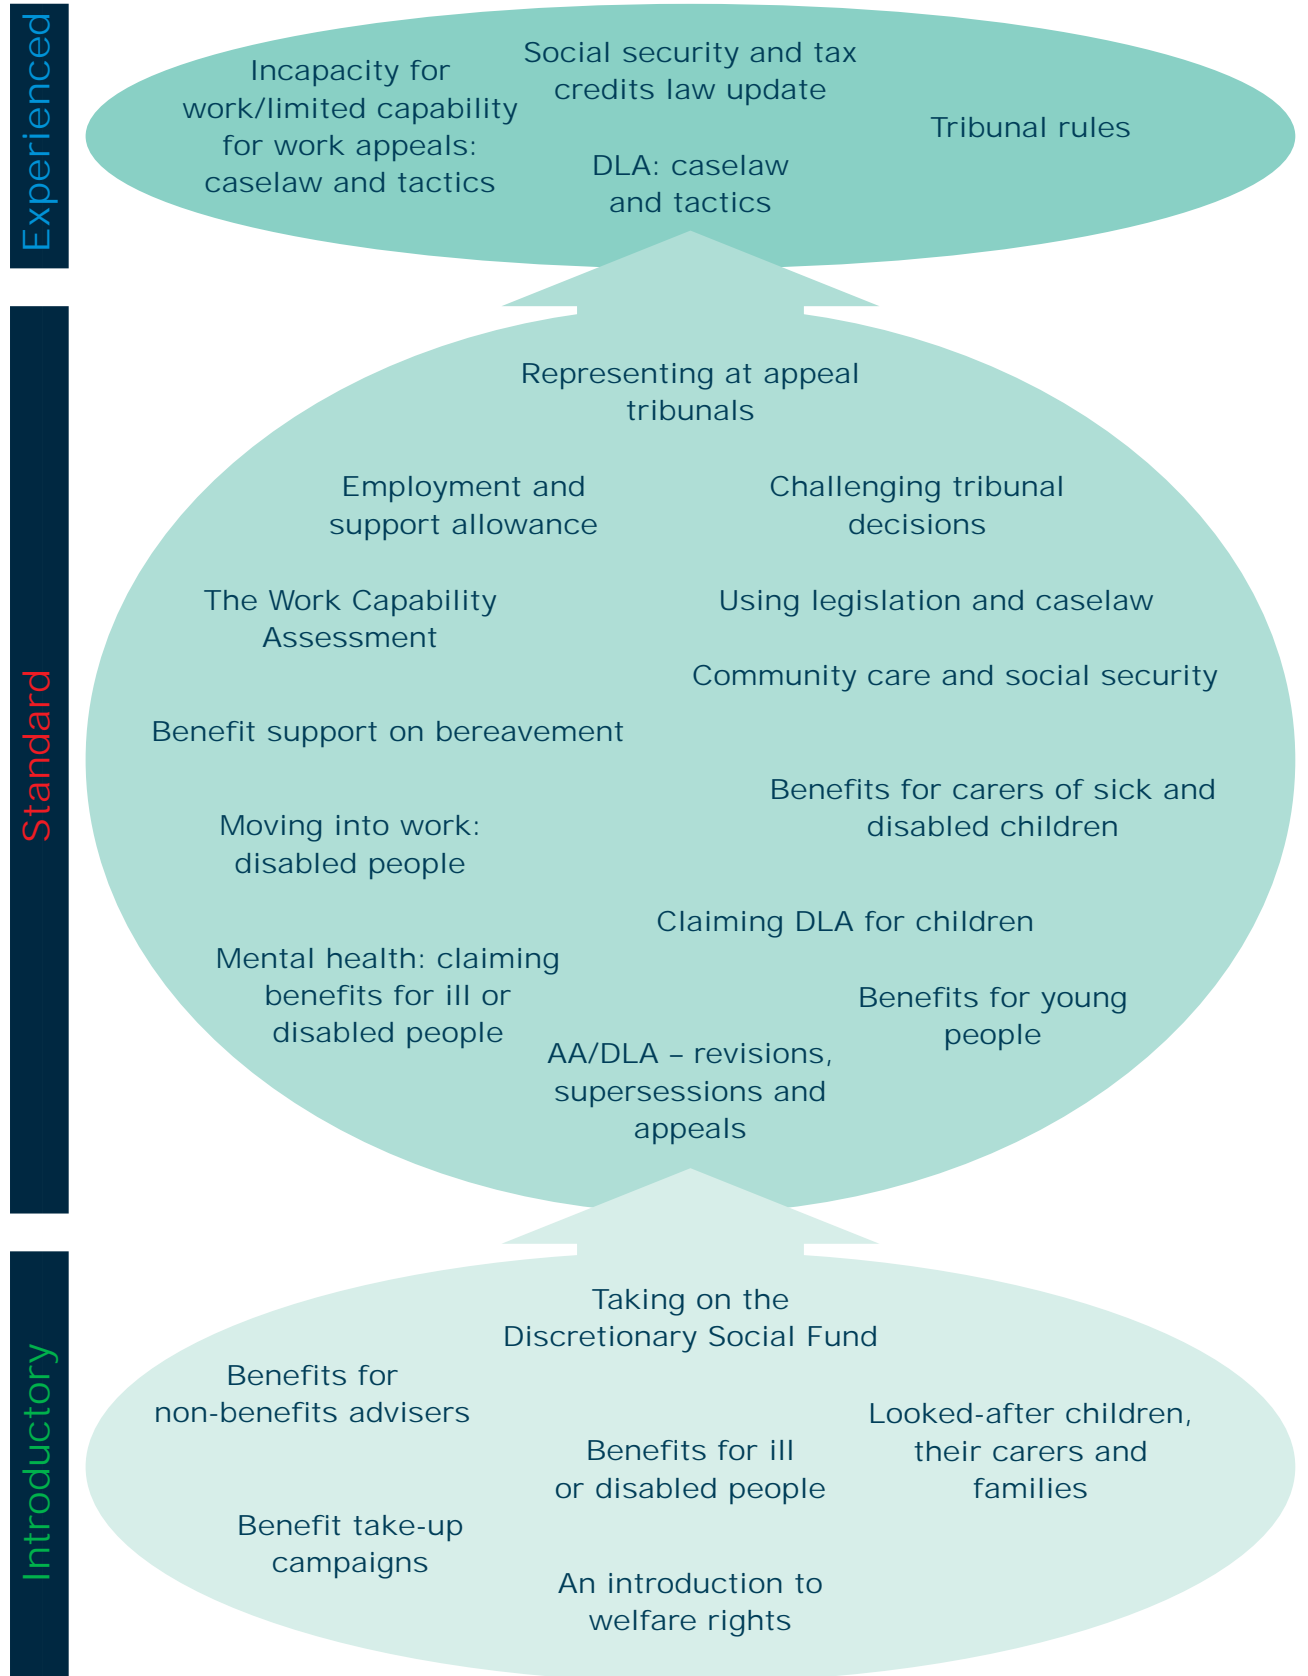 Experienced
Incapacity for
work/limited capability
for work appeals:
caselaw and tactics
Social security and tax
credits law update
DLA: caselaw
and tactics
Tribunal rules
Standard
Representing at appeal
tribunals
Employment and
support allowance
Challenging tribunal
decisions
The Work Capability
Assessment
Using legislation and caselaw
Community care and social security
Benefit support on bereavement
Benefits for carers of sick and
disabled children
Moving into work:
disabled people
Claiming DLA for children
Mental health: claiming
benefits for ill or
disabled people
Benefits for young
people
AA/DLA – revisions,
supersessions and
appeals
Introductory
Taking on the
Discretionary Social Fund
Benefits for
non-benefits advisers
Looked-after children,
their carers and
families
Benefits for ill
or disabled people
Benefit take-up
campaigns
An introduction to
welfare rights